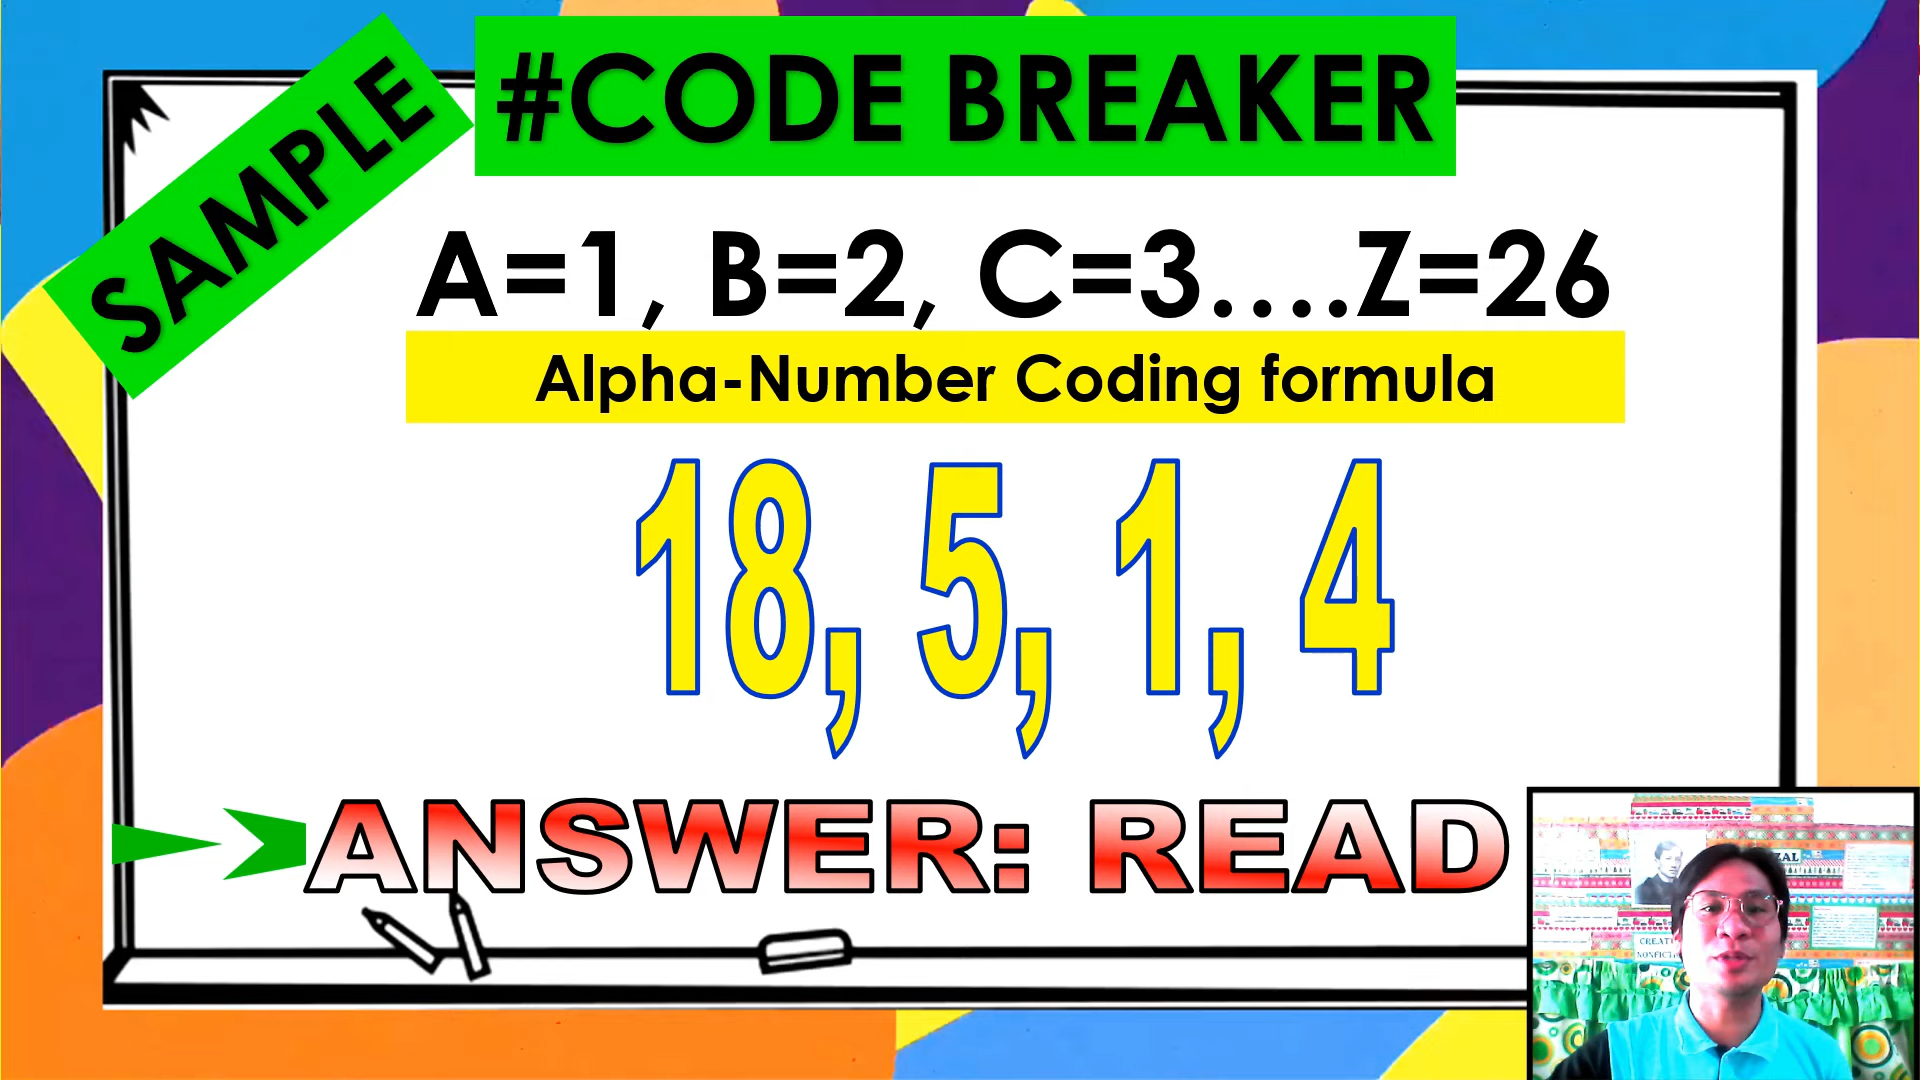 SAMPLE
#CODE BREAKER
A=1, B=2, C=3....Z=26
Alpha-Number Coding formula
18, 5, 1, 4
ANSWER: READ